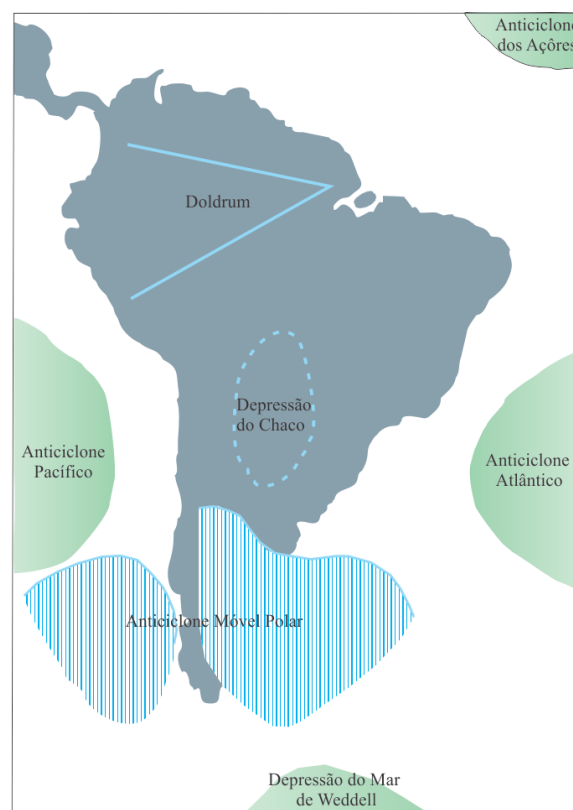 Anticiclone
dos Açôres
Doldrum
Depressão
do Chaco
Anticiclone
Pacífico
Anticiclone
Atlântico
Anticiclone Móvel Polar
Depressão do Mar
de Weddell